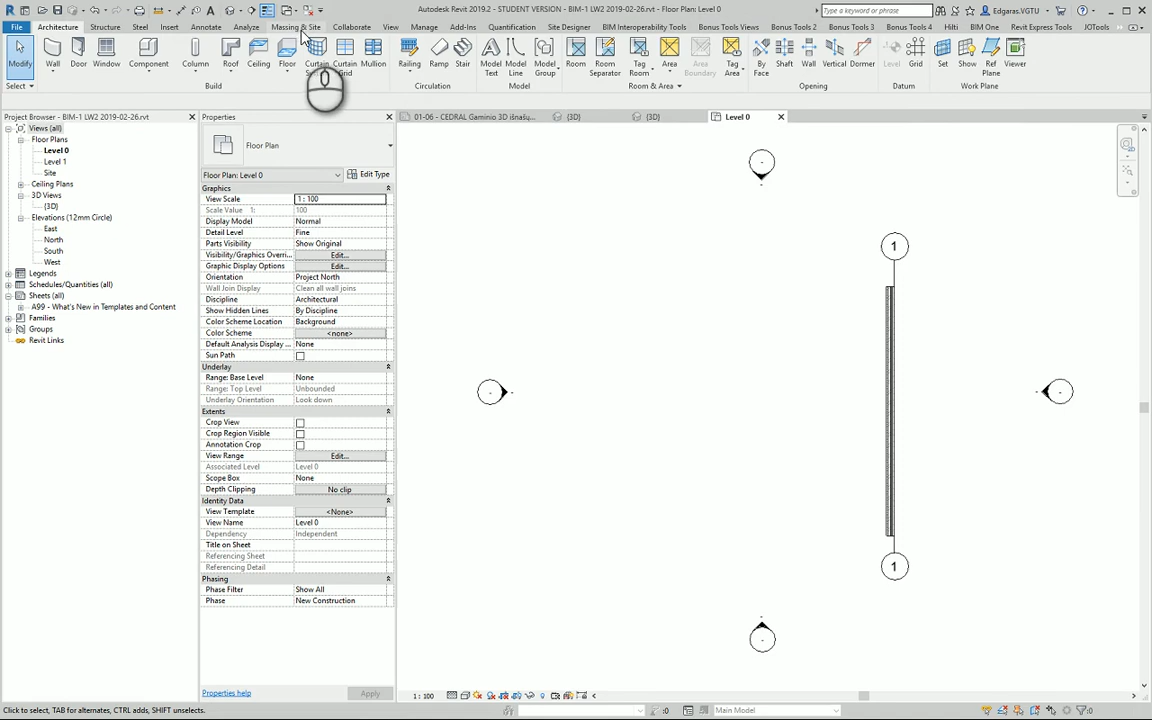 Autodesk Revit 2019.2 - STUDENT VERSION - BIM-1 LW2 2019-02-26.rvt - Floor Plan: Level 0
Type a keyword or phrase
Edgaras.VGTU
File Architecture Structure Steel Insert Annotate Analyze Massing & Site Collaborate View Manage Add-Ins Quantification Site Designer BIM Interoperability Tools Bonus Tools Views Bonus Tools 3 Bonus Tools 4 LIN BIM One Revit Express Tools JOTools
Modify Wall Door Window Component Column Roof Ceiling Floor Curtain Curtain Grid Mullion Railing Ramp Stair Model Text Model Line Model Group Room Room Separator Tag Room Area Area Boundary Tag Area By Face Shaft Wall Vertical Dormer Level Grid Set Show Ref Plane Viewer
Select Build Circulation Model Room & Area Opening Datum Work Plane
Project Browser - BIM-1 LW2 2019-02-26.rvt
Views (all)
Floor Plans
Level 0
Level 1
Site
Ceiling Plans
3D Views
{3D}
Elevations (12mm Circle)
East
North
South
West
Legends
Schedules/Quantities (all)
Sheets (all)
A99 - What's New in Templates and Content
Families
Groups
Revit Links
Properties
Floor Plan
Floor Plan: Level 0 Edit Type
Graphics
View Scale 1 : 100
Scale Value 1: 100
Display Model Normal
Detail Level Fine
Parts Visibility Show Original
Visibility/Graphics Overri... Edit...
Graphic Display Options Edit...
Orientation Project North
Wall Join Display Clean all wall joins
Discipline Architectural
Show Hidden Lines By Discipline
Color Scheme Location Background
Color Scheme <none>
Default Analysis Display ... None
Sun Path
Underlay
Range: Base Level None
Range: Top Level Unbounded
Underlay Orientation Look down
Extents
Crop View
Crop Region Visible
Annotation Crop
View Range Edit...
Associated Level Level 0
Scope Box None
Depth Clipping No clip
Identity Data
View Template <None>
View Name Level 0
Dependency Independent
Title on Sheet
Referencing Sheet
Referencing Detail
Phasing
Phase Filter Show All
Phase New Construction
Properties help Apply
01-06 - CEDRAL Gaminio 3D išnašų... {3D} {3D} Level 0
1
1
1 : 100
Click to select, TAB for alternates, CTRL adds, SHIFT unselects.
:0 Main Model :0